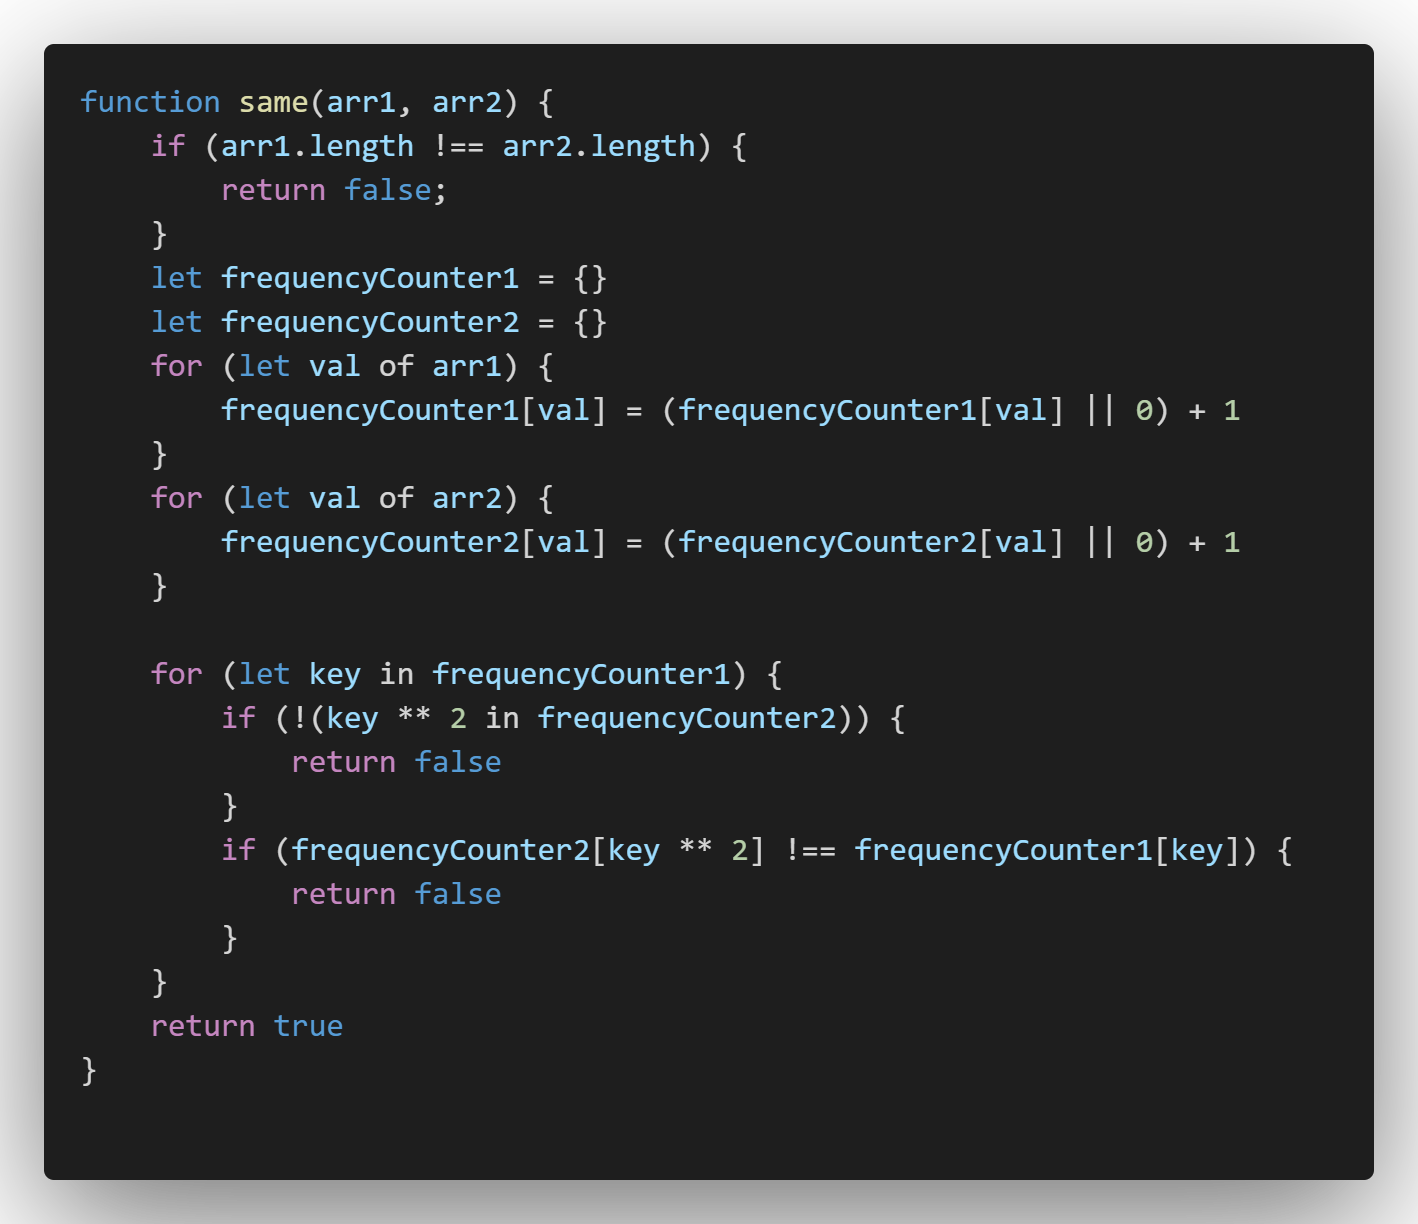 function same(arr1, arr2) {
    if (arr1.length !== arr2.length) {
        return false;
    }
    let frequencyCounter1 = {}
    let frequencyCounter2 = {}
    for (let val of arr1) {
        frequencyCounter1[val] = (frequencyCounter1[val] || 0) + 1
    }
    for (let val of arr2) {
        frequencyCounter2[val] = (frequencyCounter2[val] || 0) + 1
    }

    for (let key in frequencyCounter1) {
        if (!(key ** 2 in frequencyCounter2)) {
            return false
        }
        if (frequencyCounter2[key ** 2] !== frequencyCounter1[key]) {
            return false
        }
    }
    return true
}